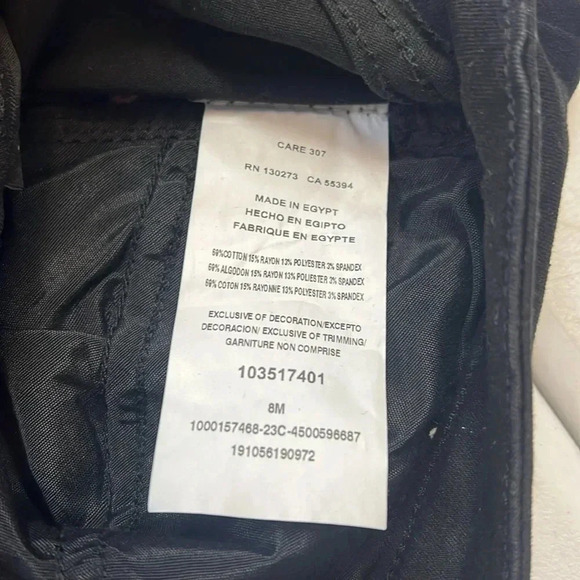 CARE 307
RN 130273 CA 55394
MADE IN EGYPT
HECHO EN EGIPTO
FABRIQUE EN EGYPTE
69%COTTON 15% RAYON 13% POLYESTER 3% SPANDEX
69% ALGODON 15% RAYON 13% POLIESTER 3% SPANDEX
69% COTON 15% RAYONNE 13% POLYESTER 3% SPANDEX
EXCLUSIVE OF DECORATION/EXCEPTO
DECORACION/ EXCLUSIVE OF TRIMMING/
GARNITURE NON COMPRISE
103517401
8M
1000157468-23C-4500596687
191056190972